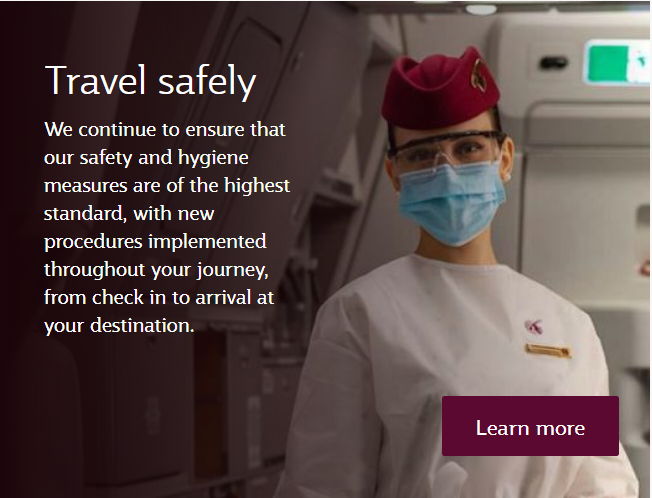 Travel safely
We continue to ensure that
our safety and hygiene
measures are of the highest
standard, with new
procedures implemented
throughout your journey,
from check in to arrival at
your destination.
Learn more